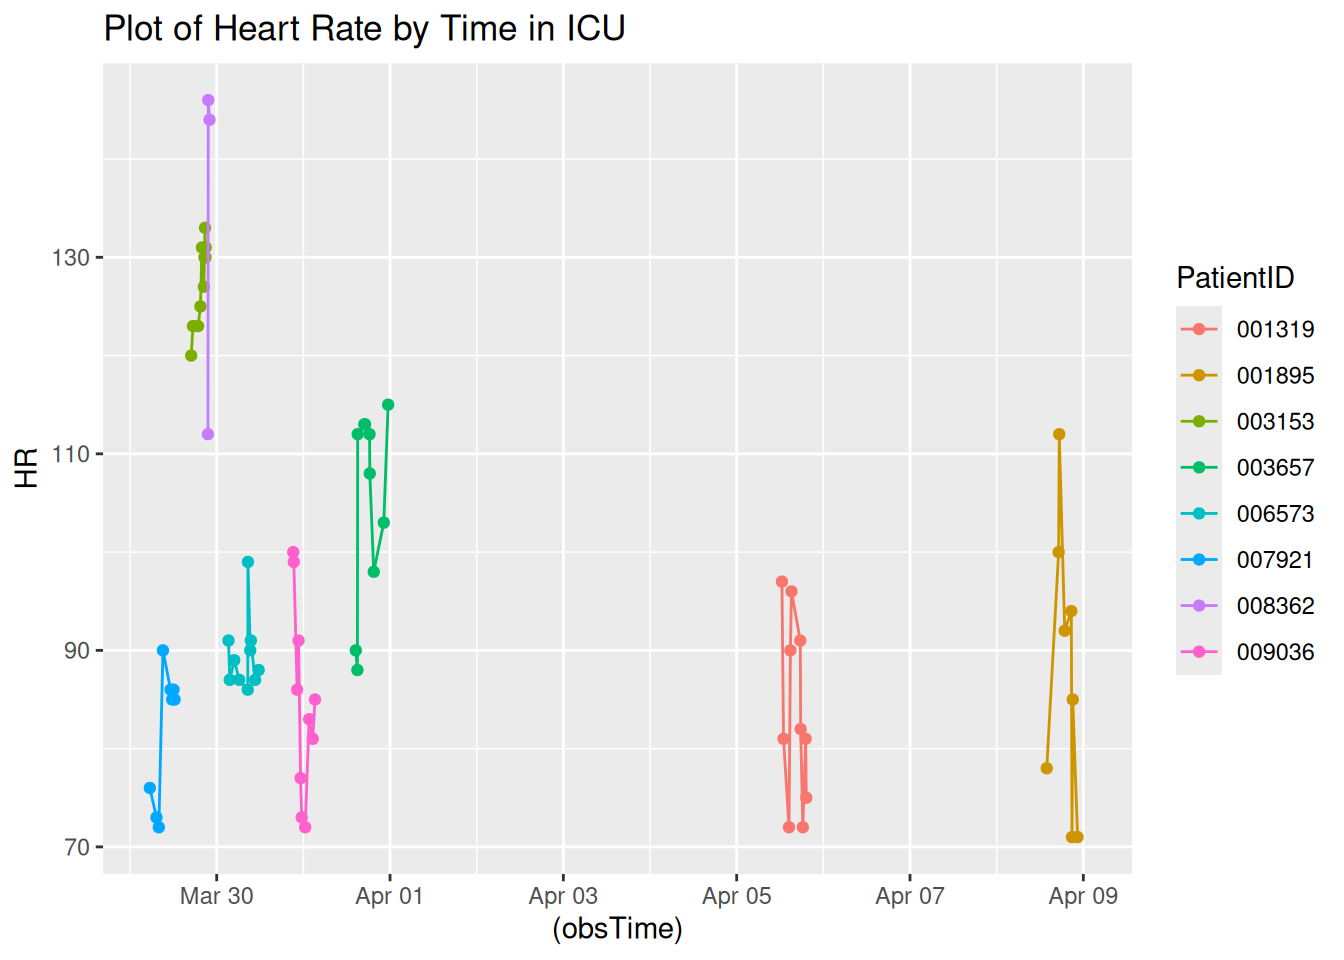 Plot of Heart Rate by Time in ICU
130
110
90
70
HR
Mar 30 Apr 01 Apr 03 Apr 05 Apr 07 Apr 09
(obsTime)
PatientID
001319
001895
003153
003657
006573
007921
008362
009036